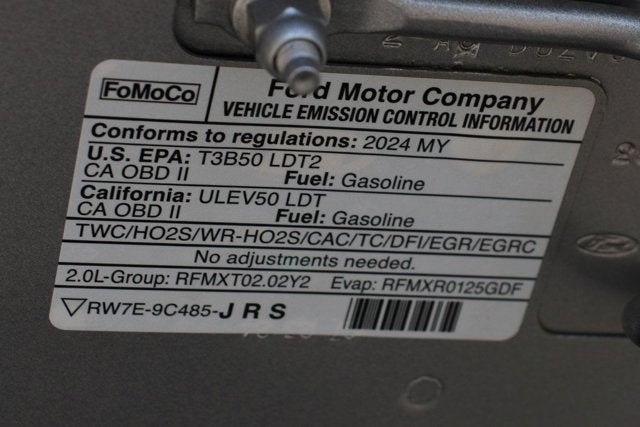 FoMoCo
Ford Motor Company
VEHICLE EMISSION CONTROL INFORMATION
Conforms to regulations: 2024 MY
U.S. EPA: T3B50 LDT2
CA OBD II Fuel: Gasoline
California: ULEV50 LDT
CA OBD II Fuel: Gasoline
TWC/HO2S/WR-HO2S/CAC/TC/DFI/EGR/EGRC
No adjustments needed.
2.0L-Group: RFMXT02.02Y2 Evap: RFMXR0125GDF
RW7E-9C485-J R S